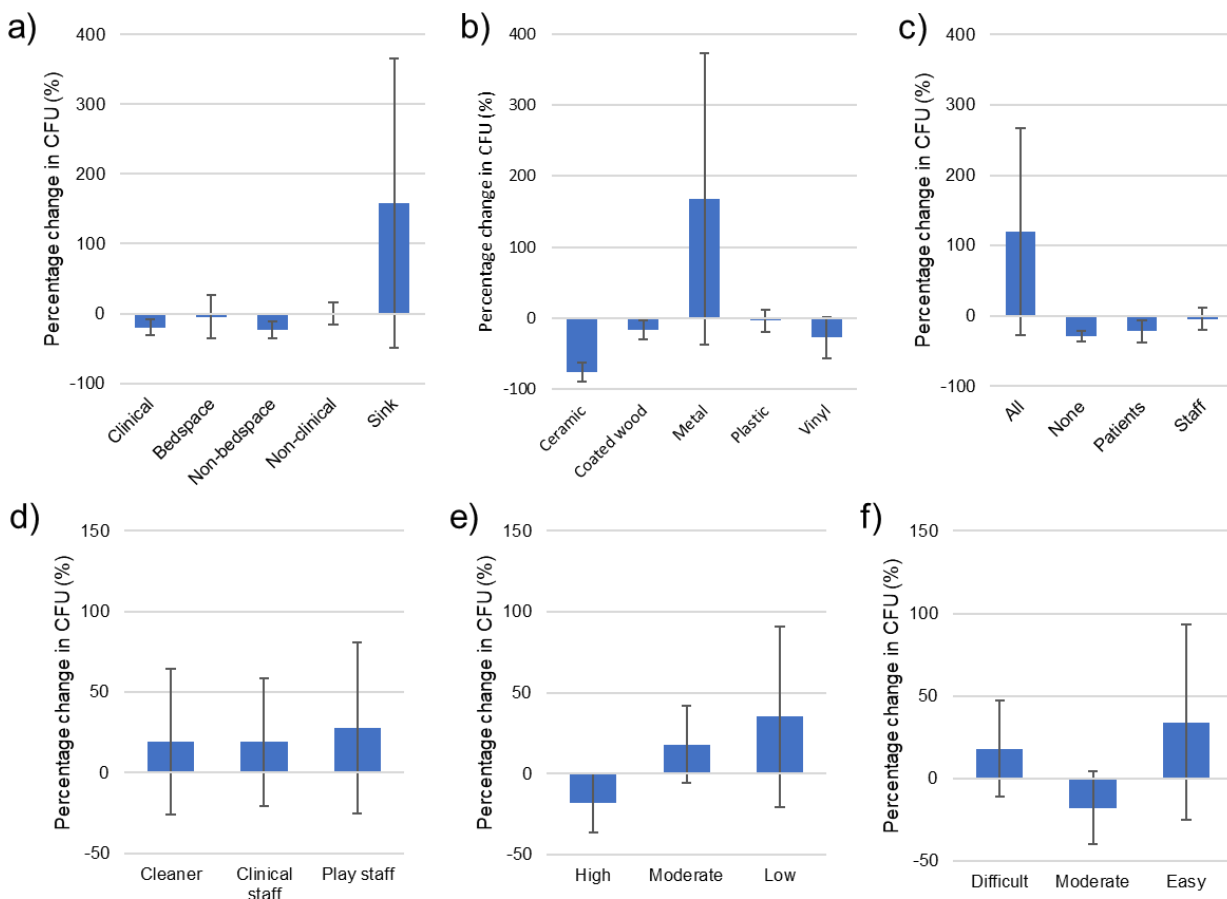 a)
Percentage change in CFU (%)
400
300
200
100
0
-100
Clinical
Bedspace
Non-bedspace
Non-clinical
Sink
b)
Percentage change in CFU (%)
400
300
200
100
0
-100
Ceramic
Coated wood
Metal
Plastic
Vinyl
c)
Percentage change in CFU (%)
400
300
200
100
0
-100
All
None
Patients
Staff
d)
Percentage change in CFU (%)
150
100
50
0
-50
Cleaner
Clinical
staff
Play staff
e)
Percentage change in CFU (%)
150
100
50
0
-50
High
Moderate
Low
f)
Percentage change in CFU (%)
150
100
50
0
-50
Difficult
Moderate
Easy